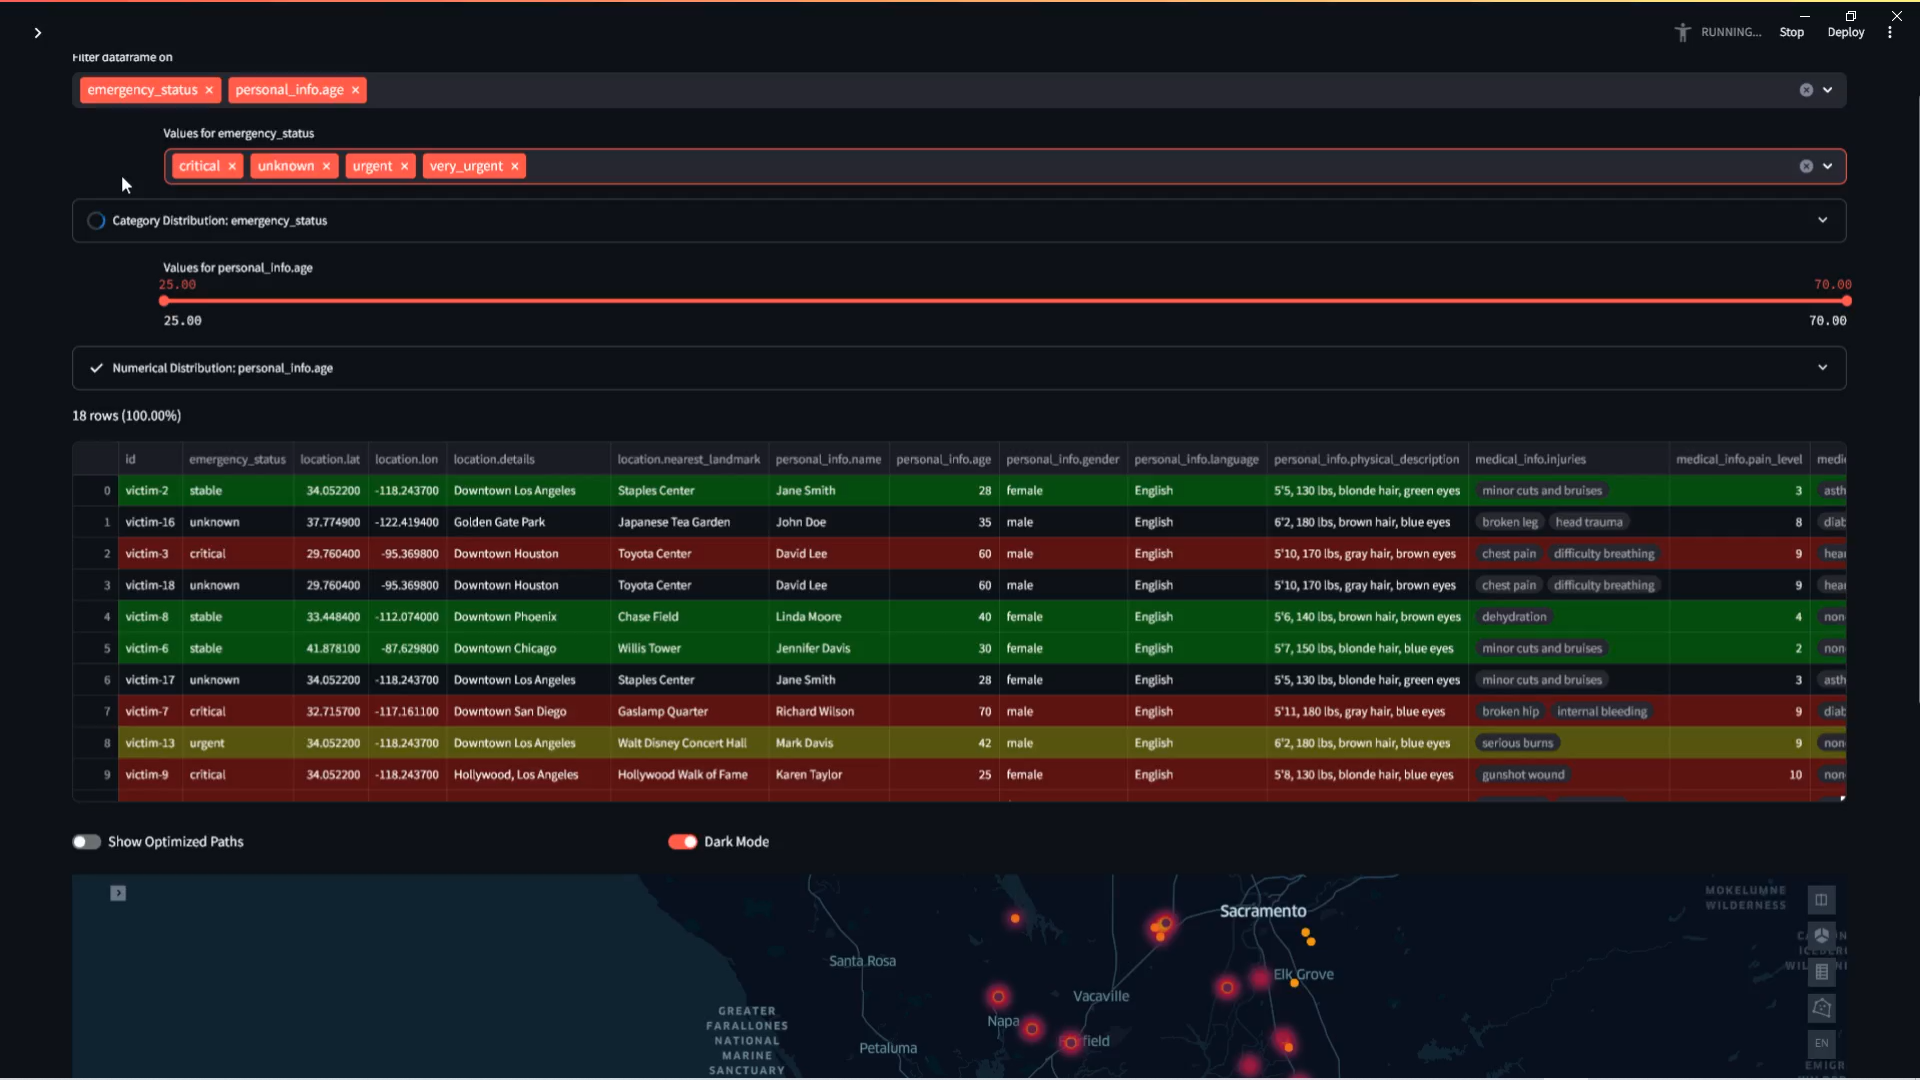 RUNNING... Stop Deploy
Filter dataframe on
emergency_status × personal_info.age ×
Values for emergency_status
critical × unknown × urgent × very_urgent ×
Category Distribution: emergency_status
Values for personal_info.age
25.00 70.00
25.00 70.00
Numerical Distribution: personal_info.age
18 rows (100.00%)
id emergency_status location.lat location.lon location.details location.nearest_landmark personal_info.name personal_info.age personal_info.gender personal_info.language personal_info.physical_description medical_info.injuries medical_info.pain_level
0 victim-2 stable 34.052200 -118.243700 Downtown Los Angeles Staples Center Jane Smith 28 female English 5'5, 130 lbs, blonde hair, green eyes minor cuts and bruises 3 asth
1 victim-16 unknown 37.774900 -122.419400 Golden Gate Park Japanese Tea Garden John Doe 35 male English 6'2, 180 lbs, brown hair, blue eyes broken leg head trauma 8 diab
2 victim-3 critical 29.760400 -95.369800 Downtown Houston Toyota Center David Lee 60 male English 5'10, 170 lbs, gray hair, brown eyes chest pain difficulty breathing 9 hear
3 victim-18 unknown 29.760400 -95.369800 Downtown Houston Toyota Center David Lee 60 male English 5'10, 170 lbs, gray hair, brown eyes chest pain difficulty breathing 9 hear
4 victim-8 stable 33.448400 -112.074000 Downtown Phoenix Chase Field Linda Moore 40 female English 5'6, 140 lbs, brown hair, brown eyes dehydration 4 non
5 victim-6 stable 41.878100 -87.629800 Downtown Chicago Willis Tower Jennifer Davis 30 female English 5'7, 150 lbs, blonde hair, blue eyes minor cuts and bruises 2 non
6 victim-17 unknown 34.052200 -118.243700 Downtown Los Angeles Staples Center Jane Smith 28 female English 5'5, 130 lbs, blonde hair, green eyes minor cuts and bruises 3 asth
7 victim-7 critical 32.715700 -117.161100 Downtown San Diego Gaslamp Quarter Richard Wilson 70 male English 5'11, 180 lbs, gray hair, blue eyes broken hip internal bleeding 9 diab
8 victim-13 urgent 34.052200 -118.243700 Downtown Los Angeles Walt Disney Concert Hall Mark Davis 42 male English 6'2, 180 lbs, brown hair, blue eyes serious burns 9 non
9 victim-9 critical 34.052200 -118.243700 Hollywood, Los Angeles Hollywood Walk of Fame Karen Taylor 25 female English 5'8, 130 lbs, blonde hair, blue eyes gunshot wound 10 non
Show Optimized Paths Dark Mode
MOKELUMNE
WILDERNESS
Sacramento
Santa Rosa
Elk Grove
Vacaville
Napa
GREATER
FARALLONES
NATIONAL
MARINE
SANCTUARY
field
Petaluma
EN
EMIGR